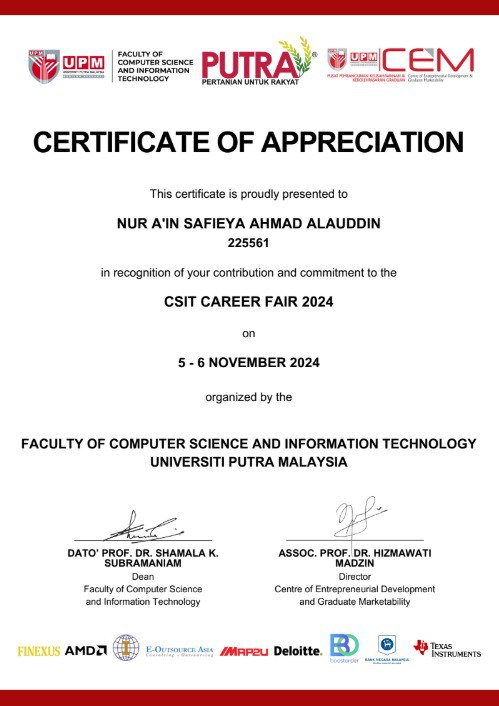 UPM
UNIVERSITI PUTRA MALAYSIA
FACULTY OF
COMPUTER SCIENCE
AND INFORMATION
TECHNOLOGY
PUTRA
PERTANIAN UNTUK RAKYAT
UPM
CEM
PUSAT PEMBANGUNAN KEUSAHAWANAN &
KEBOLEHPASARAN GRADUAN
Centre of Entrepreneurial Development &
Graduate Marketability
CERTIFICATE OF APPRECIATION
This certificate is proudly presented to
NUR A'IN SAFIEYA AHMAD ALAUDDIN
225561
in recognition of your contribution and commitment to the
CSIT CAREER FAIR 2024
on
5 - 6 NOVEMBER 2024
organized by the
FACULTY OF COMPUTER SCIENCE AND INFORMATION TECHNOLOGY
UNIVERSITI PUTRA MALAYSIA
DATO' PROF. DR. SHAMALA K.
SUBRAMANIAM
Dean
Faculty of Computer Science
and Information Technology
ASSOC. PROF. DR. HIZMAWATI
MADZIN
Director
Centre of Entrepreneurial Development
and Graduate Marketability
FINEXUS
AMD
E-OUTSOURCE ASIA
Consulting - Outsourcing
MAP2U
Deloitte.
BO
boostorder
BANK NEGARA MALAYSIA
TEXAS
INSTRUMENTS